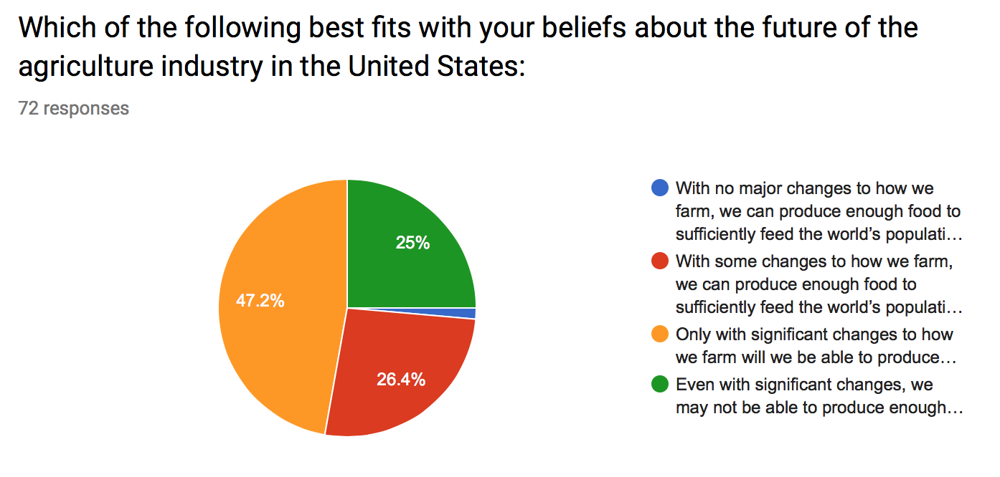 Which of the following best fits with your beliefs about the future of the
agriculture industry in the United States:
72 responses
25%
47.2%
26.4%
With no major changes to how we
farm, we can produce enough food to
sufficiently feed the world’s populati…
With some changes to how we farm,
we can produce enough food to
sufficiently feed the world’s populati…
Only with significant changes to how
we farm will we be able to produce…
Even with significant changes, we
may not be able to produce enough…